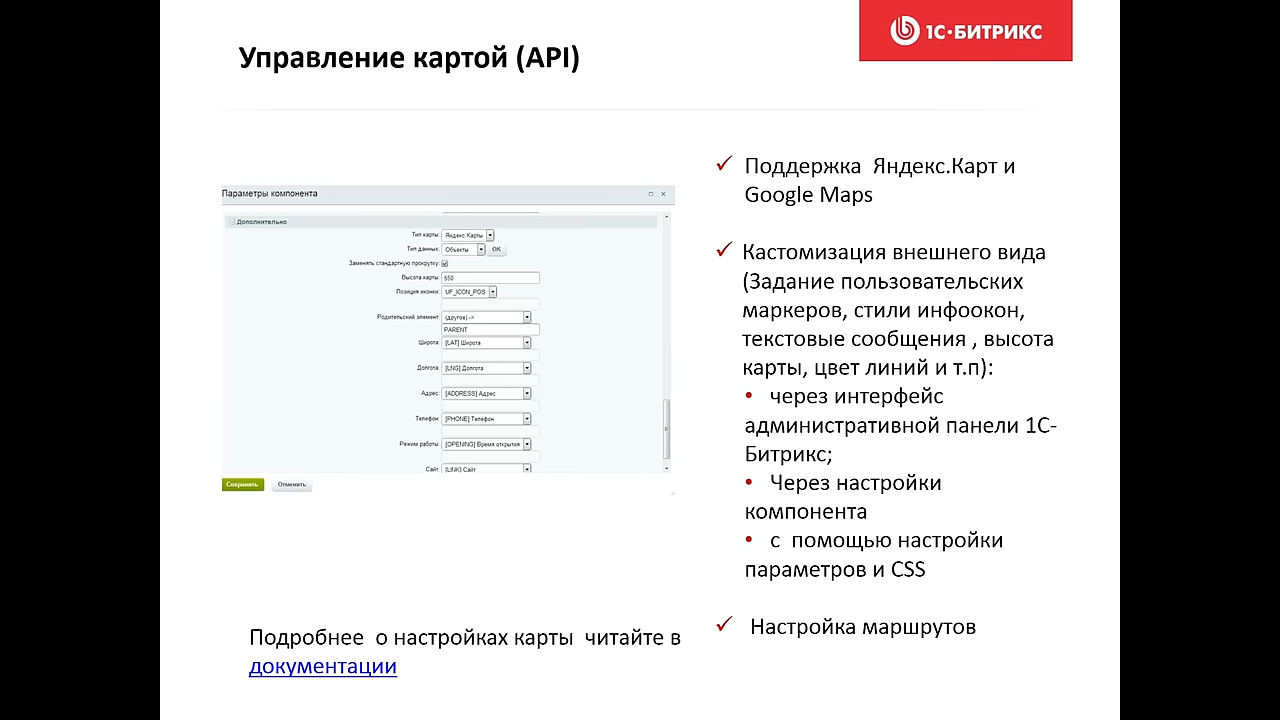 1С·БИТРИКС
Управление картой (API)
Параметры компонента
Дополнительно
Тип карты: Яндекс Карты
Тип данных: Объекты OK
Заменять стандартную прокрутку:
Высота карты: 550
Позиция иконки: UF_ICON_POS
Родительский элемент: (другое) ->
PARENT
Широта: [LAT] Широта
Долгота: [LNG] Долгота
Адрес: [ADDRESS] Адрес
Телефон: [PHONE] Телефон
Режим работы: [OPENING] Время открытия
Сайт: [LINK] Сайт
Сохранить Отменить
Подробнее о настройках карты читайте в
документации
Поддержка Яндекс.Карт и
Google Maps
Кастомизация внешнего вида
(Задание пользовательских
маркеров, стили инфоокон,
текстовые сообщения , высота
карты, цвет линий и т.п):
• через интерфейс
административной панели 1С-
Битрикс;
• Через настройки
компонента
• с помощью настройки
параметров и CSS
Настройка маршрутов